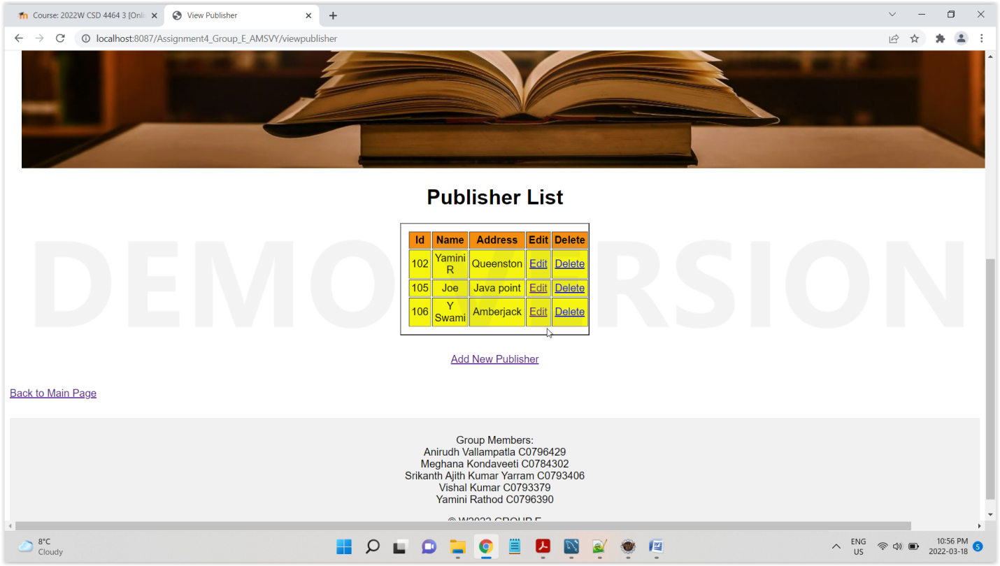 Course: 2022W CSD 4464 3 [Onli
View Publisher
localhost:8087/Assignment4_Group_E_AMSVY/viewpublisher
Publisher List
Id Name Address Edit Delete
102 Yamini R Queenston Edit Delete
105 Joe Java point Edit Delete
106 Y Swami Amberjack Edit Delete
DEMO VERSION
Add New Publisher
Back to Main Page
Group Members:
Anirudh Vallampatla C0796429
Meghana Kondaveeti C0784302
Srikanth Ajith Kumar Yarram C0793406
Vishal Kumar C0793379
Yamini Rathod C0796390
© W2022 GROUP E
8°C
Cloudy
ENG
US
10:56 PM
2022-03-18
5